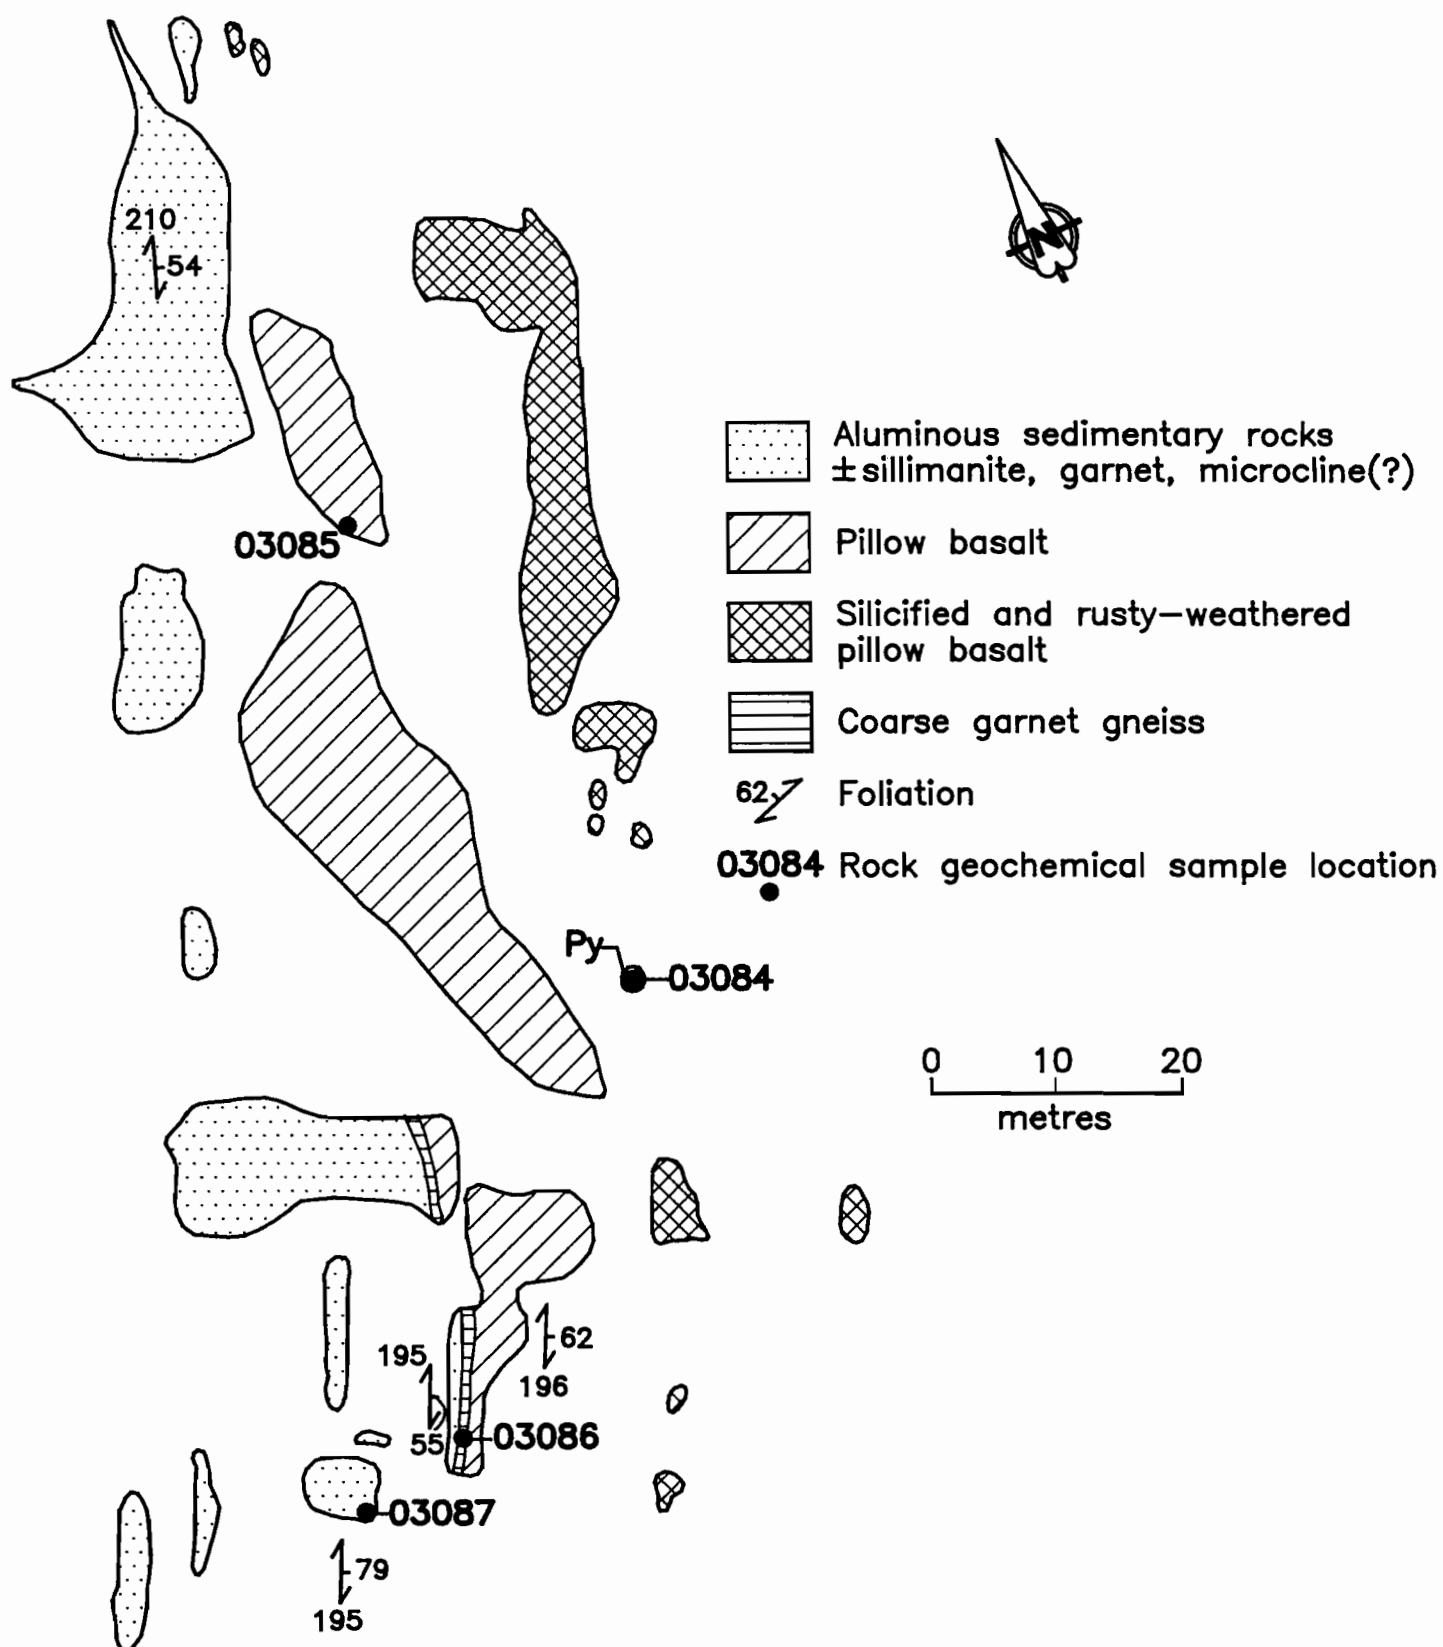 N
210
54
03085
Aluminous sedimentary rocks
±sillimanite, garnet, microcline(?)
Pillow basalt
Silicified and rusty-weathered
pillow basalt
Coarse garnet gneiss
62 Foliation
03084 Rock geochemical sample location
Py
03084
0 10 20
metres
62
195
196
55
03086
03087
79
195